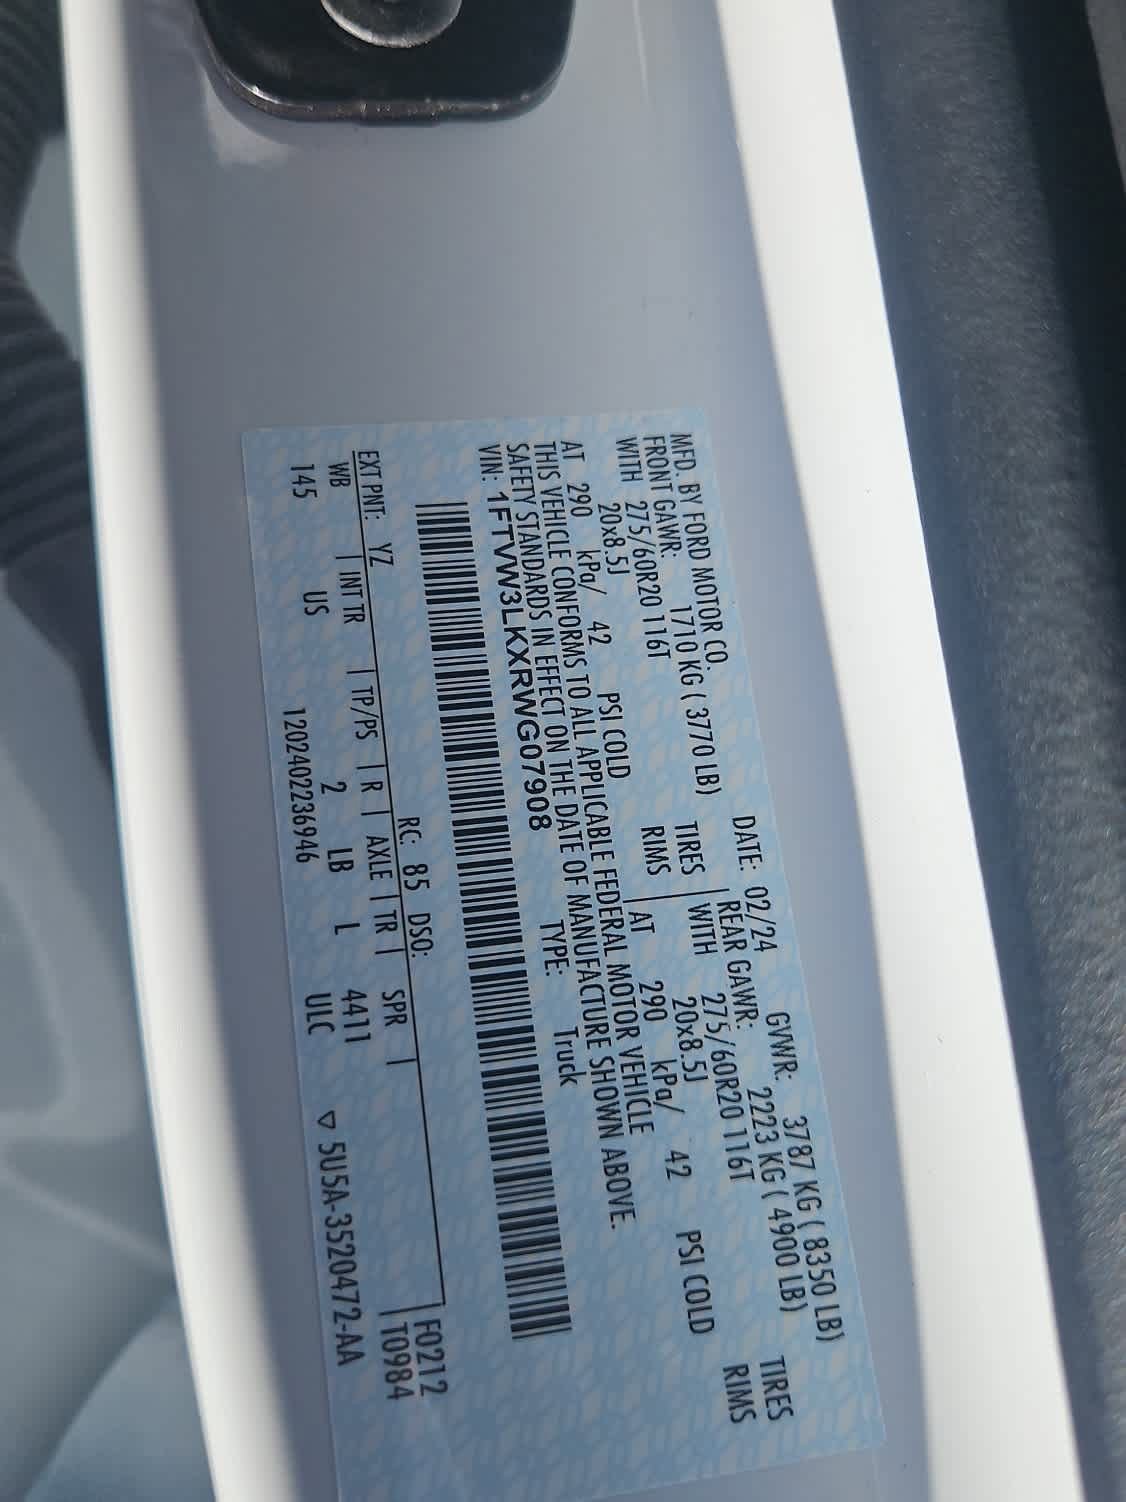 MFD. BY FORD MOTOR CO. DATE: 02/24 GVWR: 3787 KG ( 8350 LB)
FRONT GAWR: 1710 KG ( 3770 LB) REAR GAWR: 2223 KG ( 4900 LB)
WITH 275/60R20 116T TIRES WITH 275/60R20 116T TIRES
20x8.5J RIMS 20x8.5J RIMS
AT 290 kPa/ 42 PSI COLD AT 290 kPa/ 42 PSI COLD
THIS VEHICLE CONFORMS TO ALL APPLICABLE FEDERAL MOTOR VEHICLE
SAFETY STANDARDS IN EFFECT ON THE DATE OF MANUFACTURE SHOWN ABOVE.
VIN: 1FTVW3LKXRWG07908 TYPE: Truck
F0212
T0984
EXT PNT: YZ RC: 85 DSO:
WB INT TR TP/PS R AXLE TR SPR
145 US 2 LB L 4411
120240223​6946 ULC ▽ 5U5A-3520472-AA